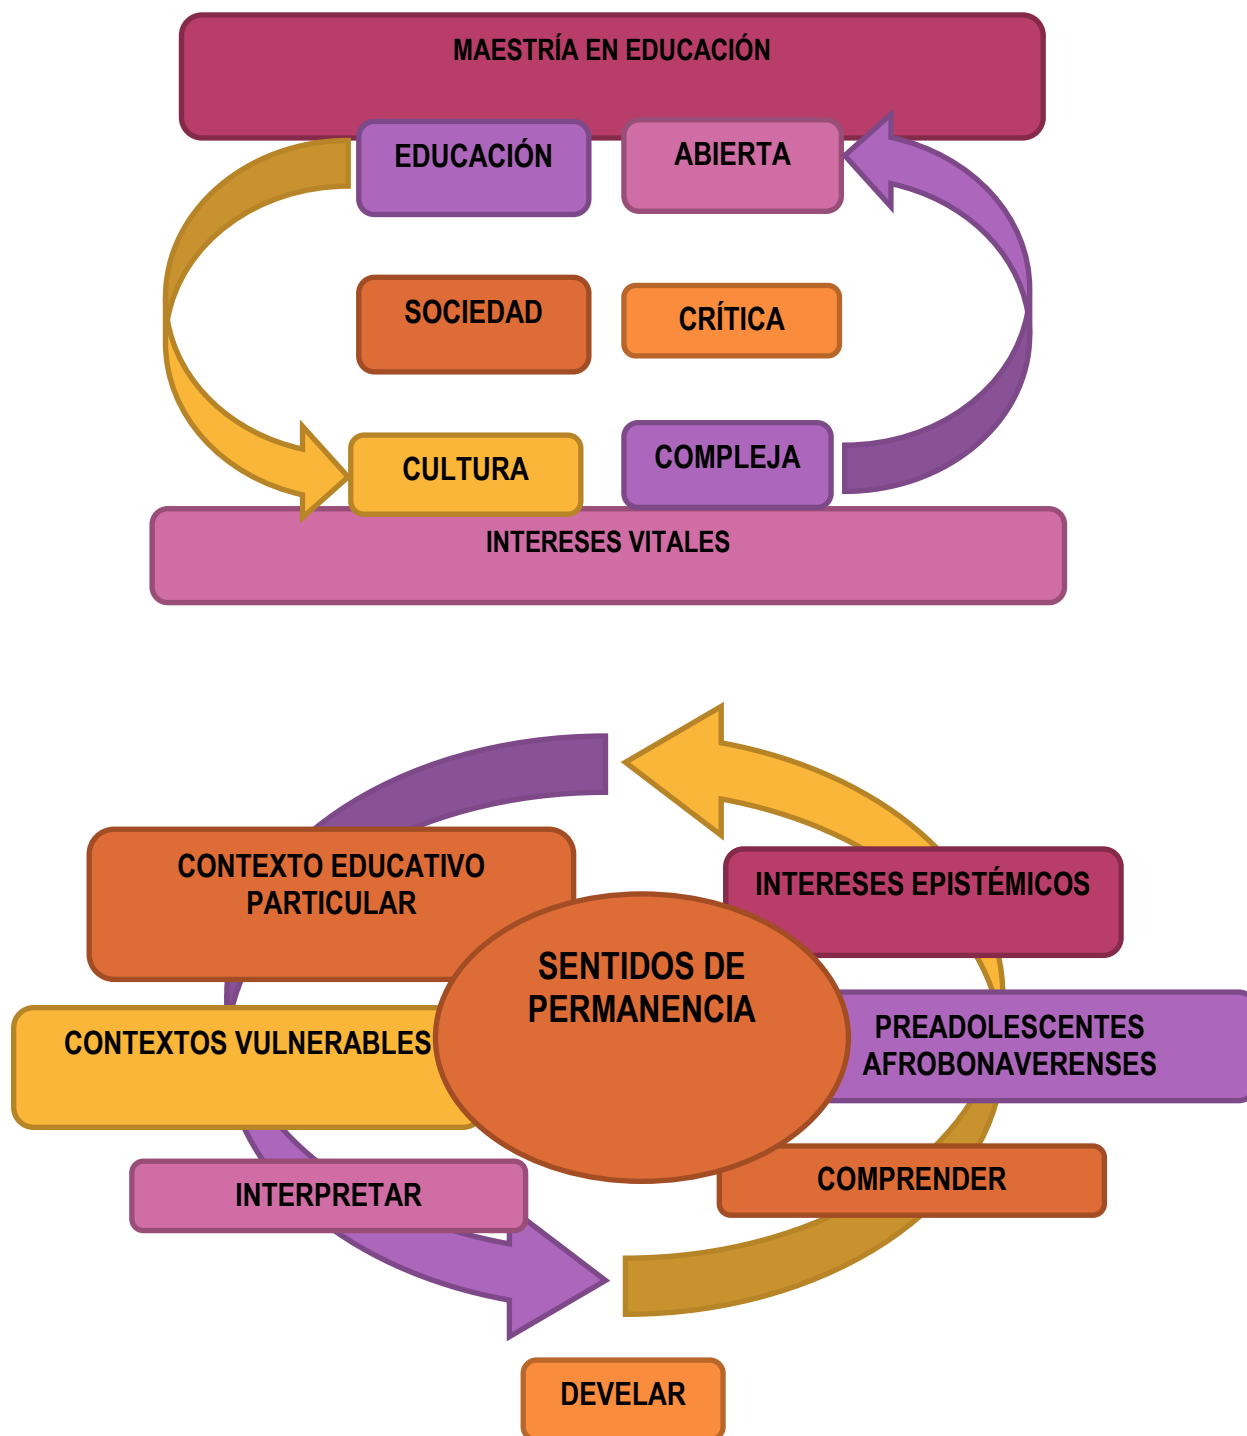 MAESTRÍA EN EDUCACIÓN
EDUCACIÓN
ABIERTA
SOCIEDAD
CRÍTICA
CULTURA
COMPLEJA
INTERESES VITALES
CONTEXTO EDUCATIVO
PARTICULAR
INTERESES EPISTÉMICOS
SENTIDOS DE
PERMANENCIA
CONTEXTOS VULNERABLES
PREADOLESCENTES
AFROBONAVERENSES
INTERPRETAR
COMPRENDER
DEVELAR